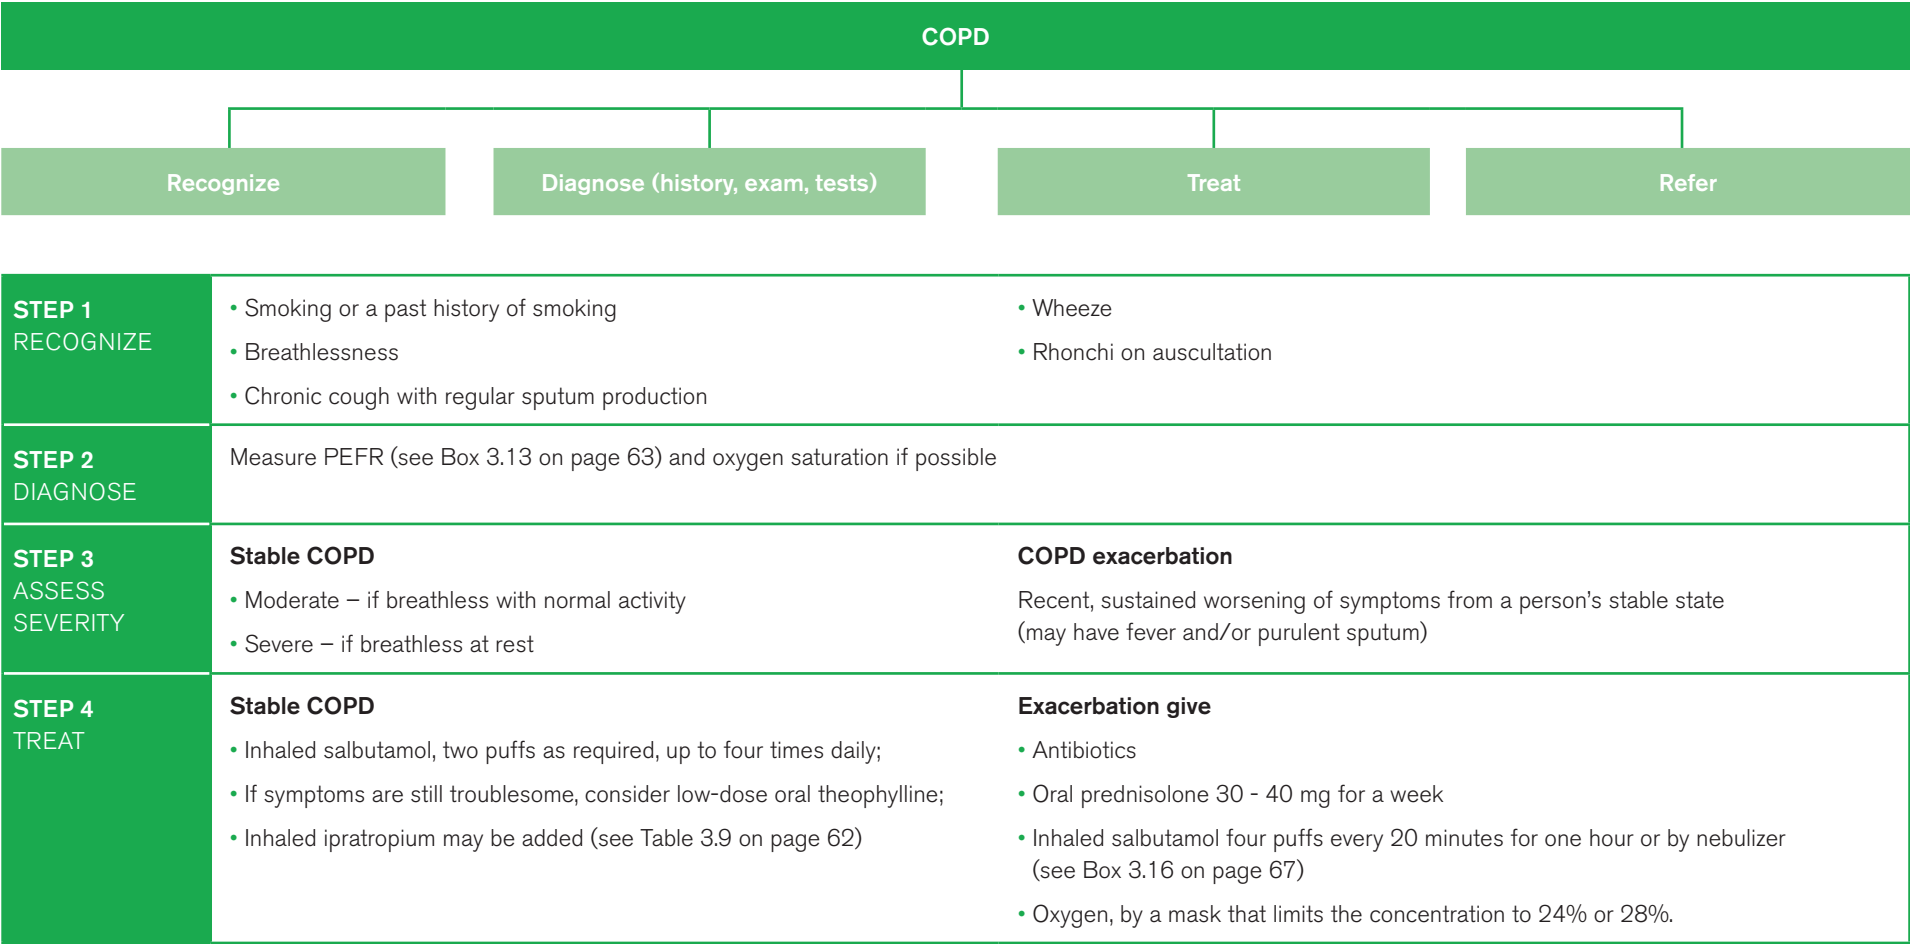 COPD
Recognize
Diagnose (history, exam, tests)
Treat
Refer
STEP 1
RECOGNIZE
• Smoking or a past history of smoking
• Breathlessness
• Chronic cough with regular sputum production
• Wheeze
• Rhonchi on auscultation
STEP 2
DIAGNOSE
Measure PEFR (see Box 3.13 on page 63) and oxygen saturation if possible
STEP 3
ASSESS
SEVERITY
Stable COPD
• Moderate – if breathless with normal activity
• Severe – if breathless at rest
COPD exacerbation
Recent, sustained worsening of symptoms from a person’s stable state
(may have fever and/or purulent sputum)
STEP 4
TREAT
Stable COPD
• Inhaled salbutamol, two puffs as required, up to four times daily;
• If symptoms are still troublesome, consider low-dose oral theophylline;
• Inhaled ipratropium may be added (see Table 3.9 on page 62)
Exacerbation give
• Antibiotics
• Oral prednisolone 30 - 40 mg for a week
• Inhaled salbutamol four puffs every 20 minutes for one hour or by nebulizer
(see Box 3.16 on page 67)
• Oxygen, by a mask that limits the concentration to 24% or 28%.